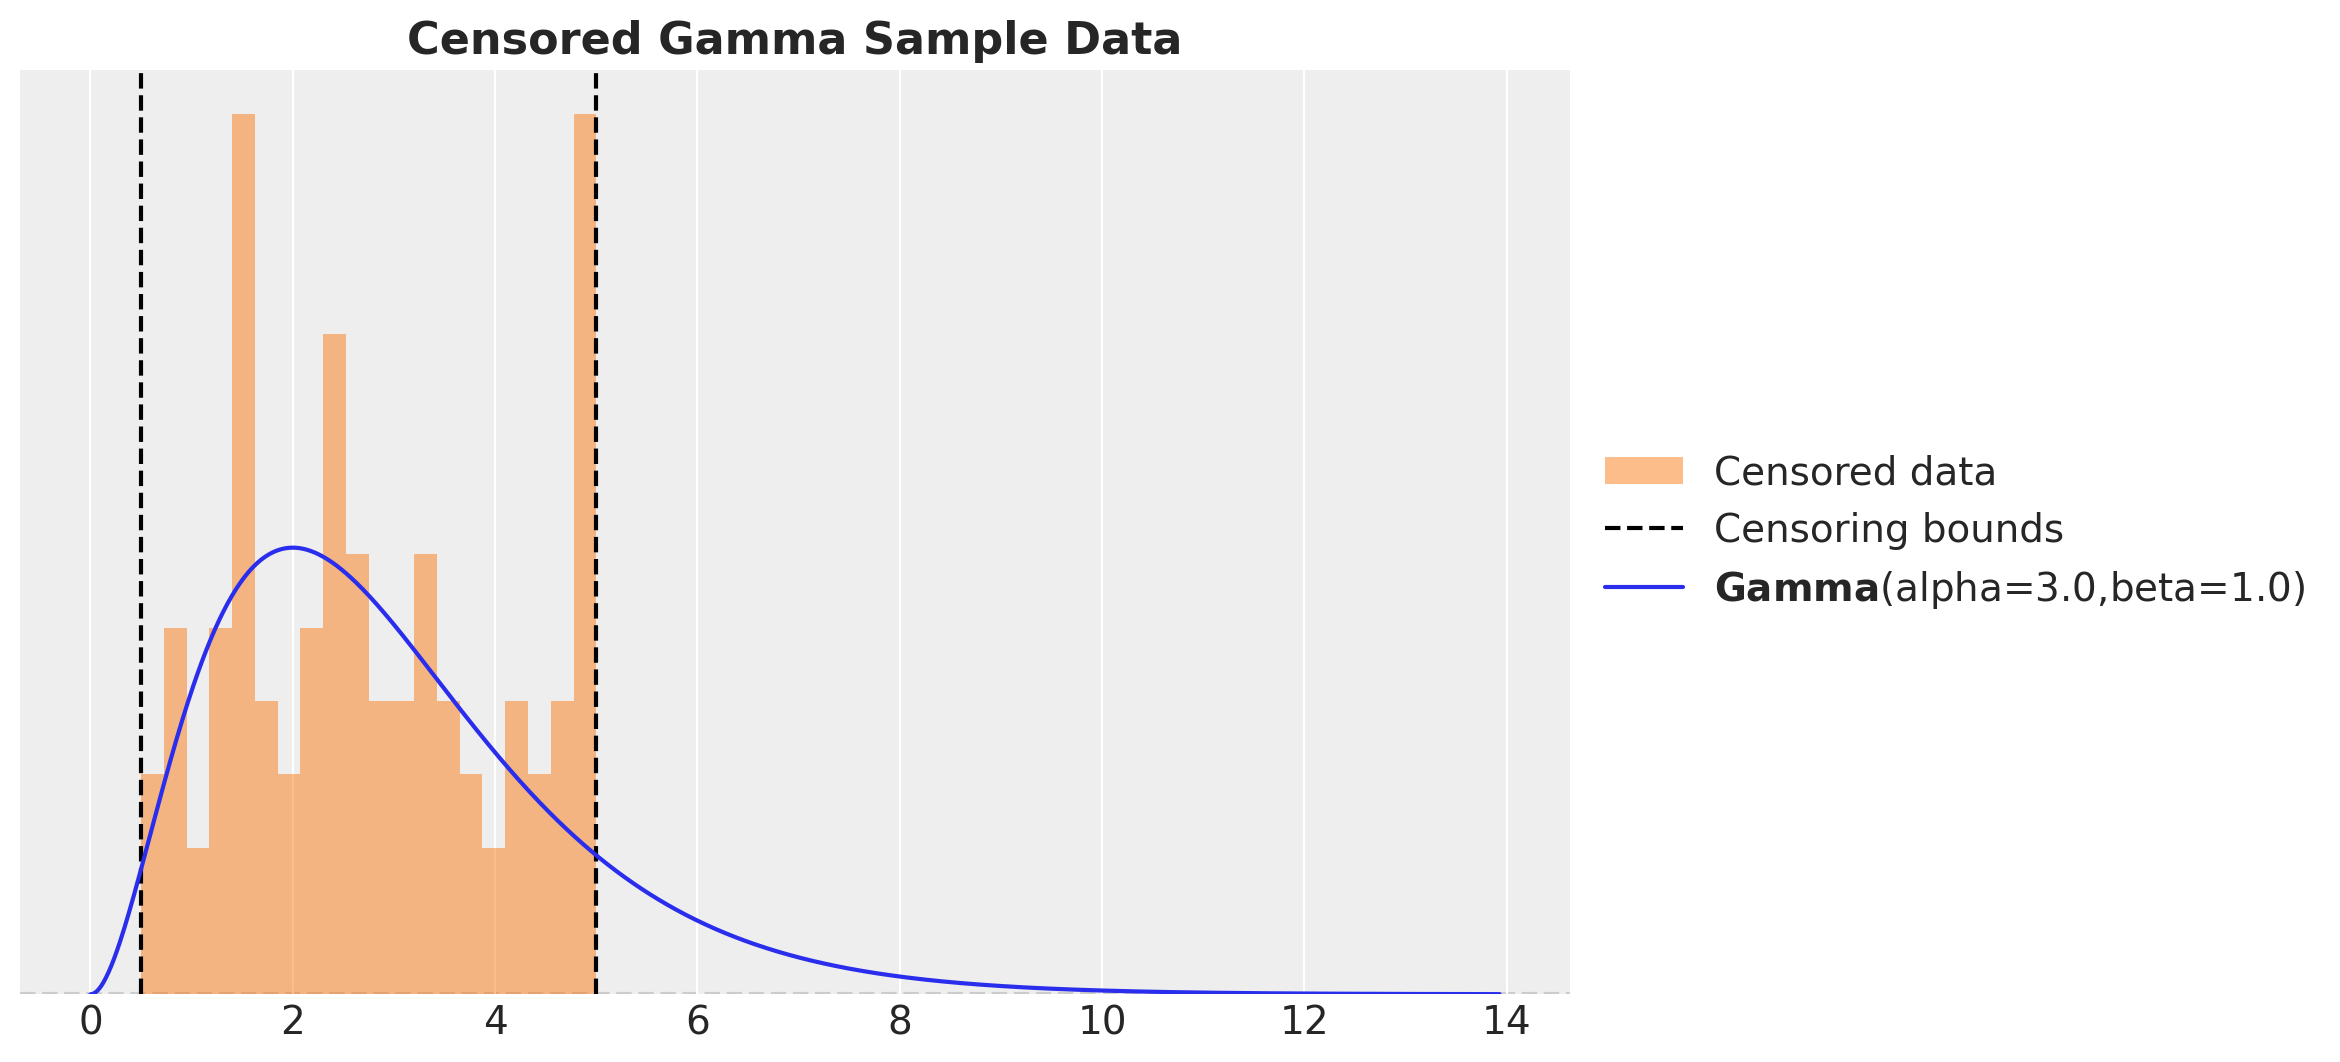 Censored Gamma Sample Data
Censored data
Censoring bounds
Gamma(alpha=3.0,beta=1.0)
0 2 4 6 8 10 12 14